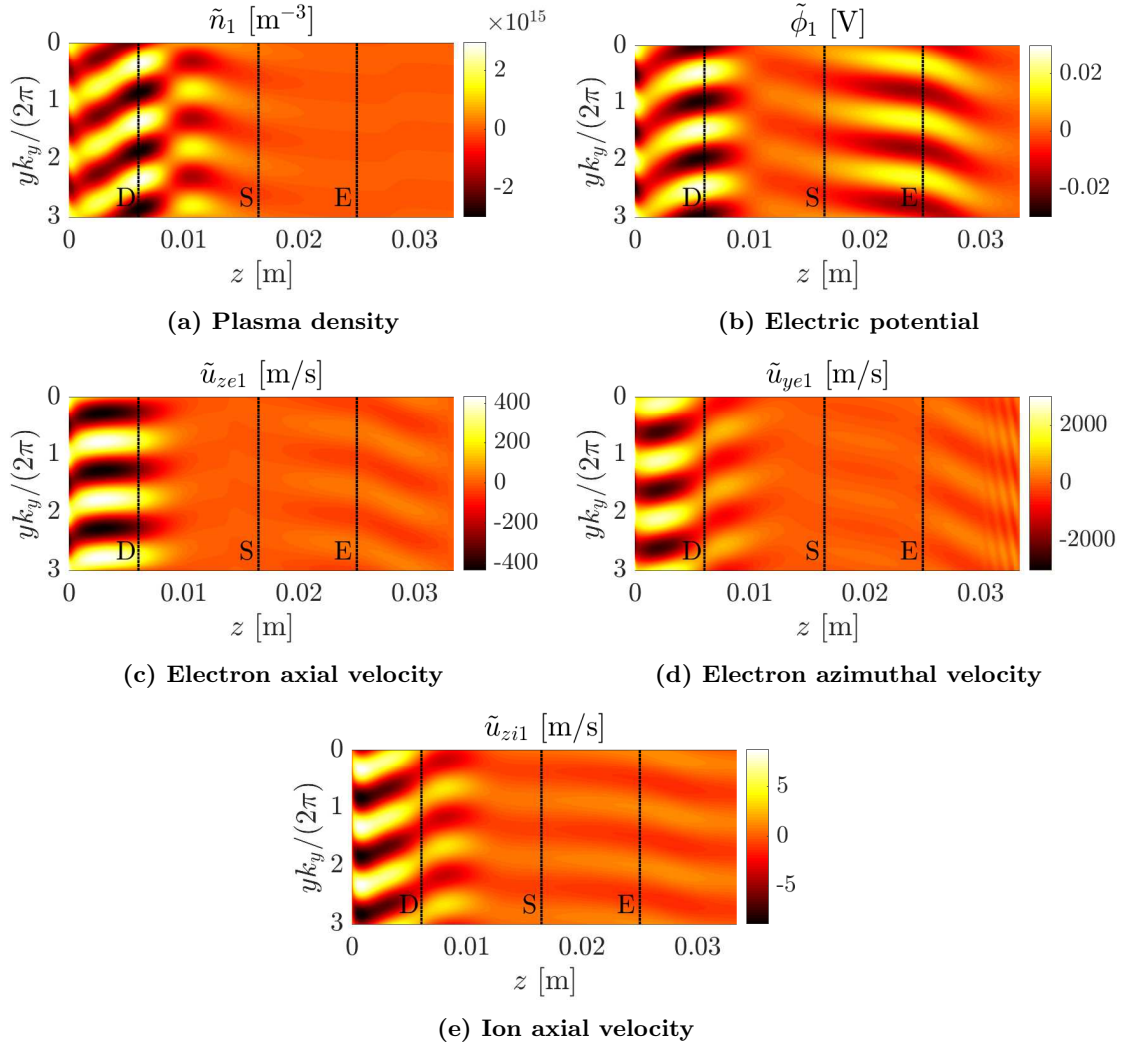 ñ₁ [m⁻³]
×10¹⁵
yk_y/(2π)
0
1
2
3
D
S
E
0
0.01
0.02
0.03
z [m]
2
0
-2
(a) Plasma density
ϕ̃₁ [V]
yk_y/(2π)
0
1
2
3
D
S
E
0
0.01
0.02
0.03
z [m]
0.02
0
-0.02
(b) Electric potential
ũ_ze1 [m/s]
yk_y/(2π)
0
1
2
3
D
S
E
0
0.01
0.02
0.03
z [m]
400
200
0
-200
-400
(c) Electron axial velocity
ũ_ye1 [m/s]
yk_y/(2π)
0
1
2
3
D
S
E
0
0.01
0.02
0.03
z [m]
2000
0
-2000
(d) Electron azimuthal velocity
ũ_zi1 [m/s]
yk_y/(2π)
0
1
2
3
D
S
E
0
0.01
0.02
0.03
z [m]
5
0
-5
(e) Ion axial velocity